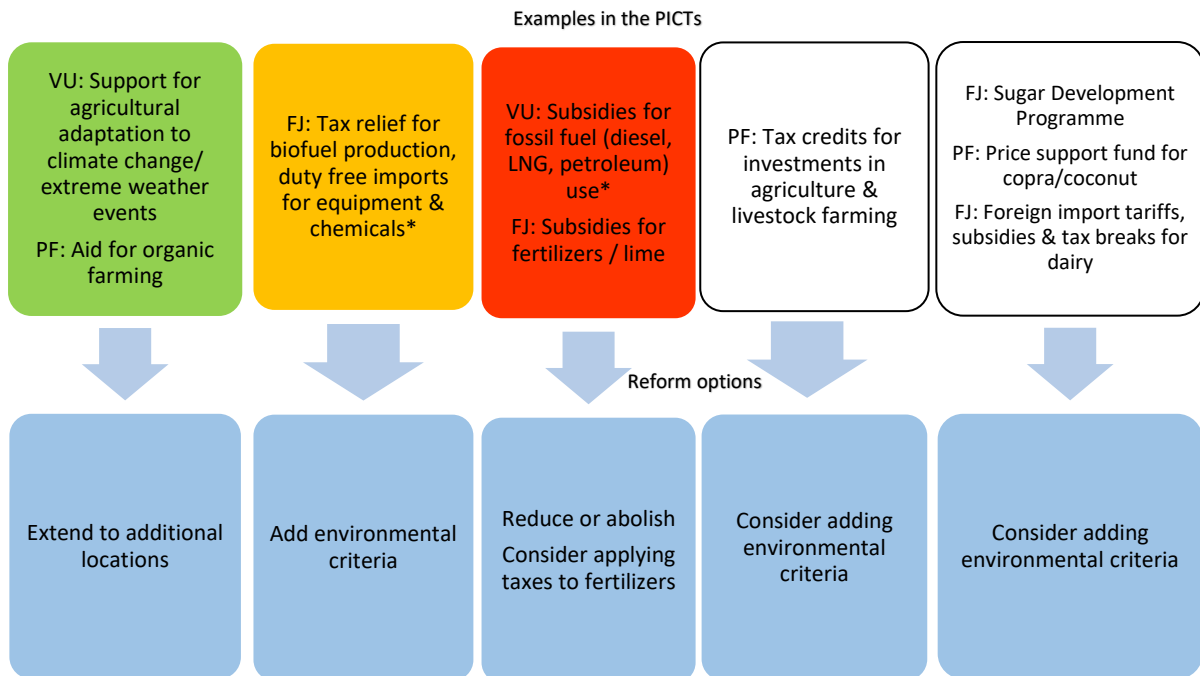 Examples in the PICTs
VU: Support for
agricultural
adaptation to
climate change/
extreme weather
events
PF: Aid for organic
farming
FJ: Tax relief for
biofuel production,
duty free imports
for equipment &
chemicals*
VU: Subsidies for
fossil fuel (diesel,
LNG, petroleum)
use*
FJ: Subsidies for
fertilizers / lime
PF: Tax credits for
investments in
agriculture &
livestock farming
FJ: Sugar Development
Programme
PF: Price support fund for
copra/coconut
FJ: Foreign import tariffs,
subsidies & tax breaks for
dairy
Reform options
Extend to additional
locations
Add environmental
criteria
Reduce or abolish
Consider applying
taxes to fertilizers
Consider adding
environmental
criteria
Consider adding
environmental criteria